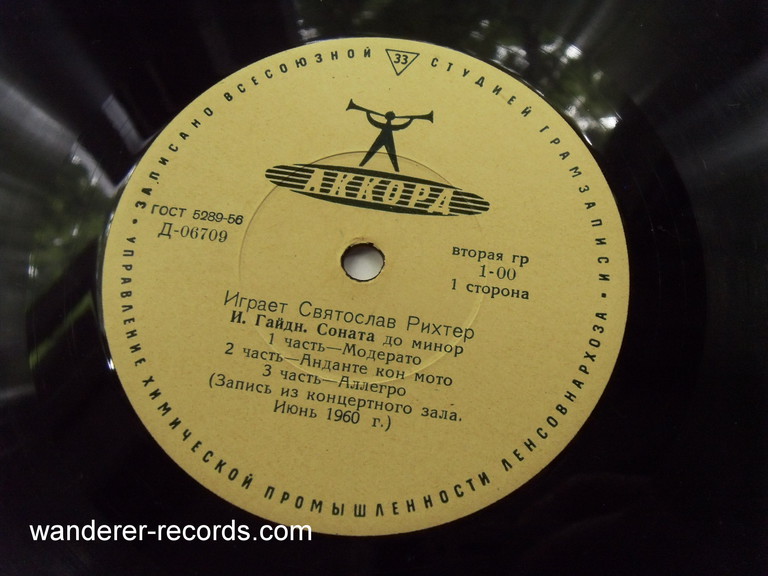 • ЗАПИСАНО ВСЕСОЮЗНОЙ 33 СТУДИЕЙ ГРАМЗАПИСИ •
АККОРД
ГОСТ 5289-56
Д-06709
вторая гр
1-00
1 сторона
Играет Святослав Рихтер
И. Гайдн. Соната до минор
1 часть—Модерато
2 часть—Анданте кон мото
3 часть—Аллегро
(Запись из концертного зала.
Июнь 1960 г.)
УПРАВЛЕНИЕ ХИМИЧЕСКОЙ ПРОМЫШЛЕННОСТИ ЛЕНСОВНАРХОЗА
wanderer-records.com